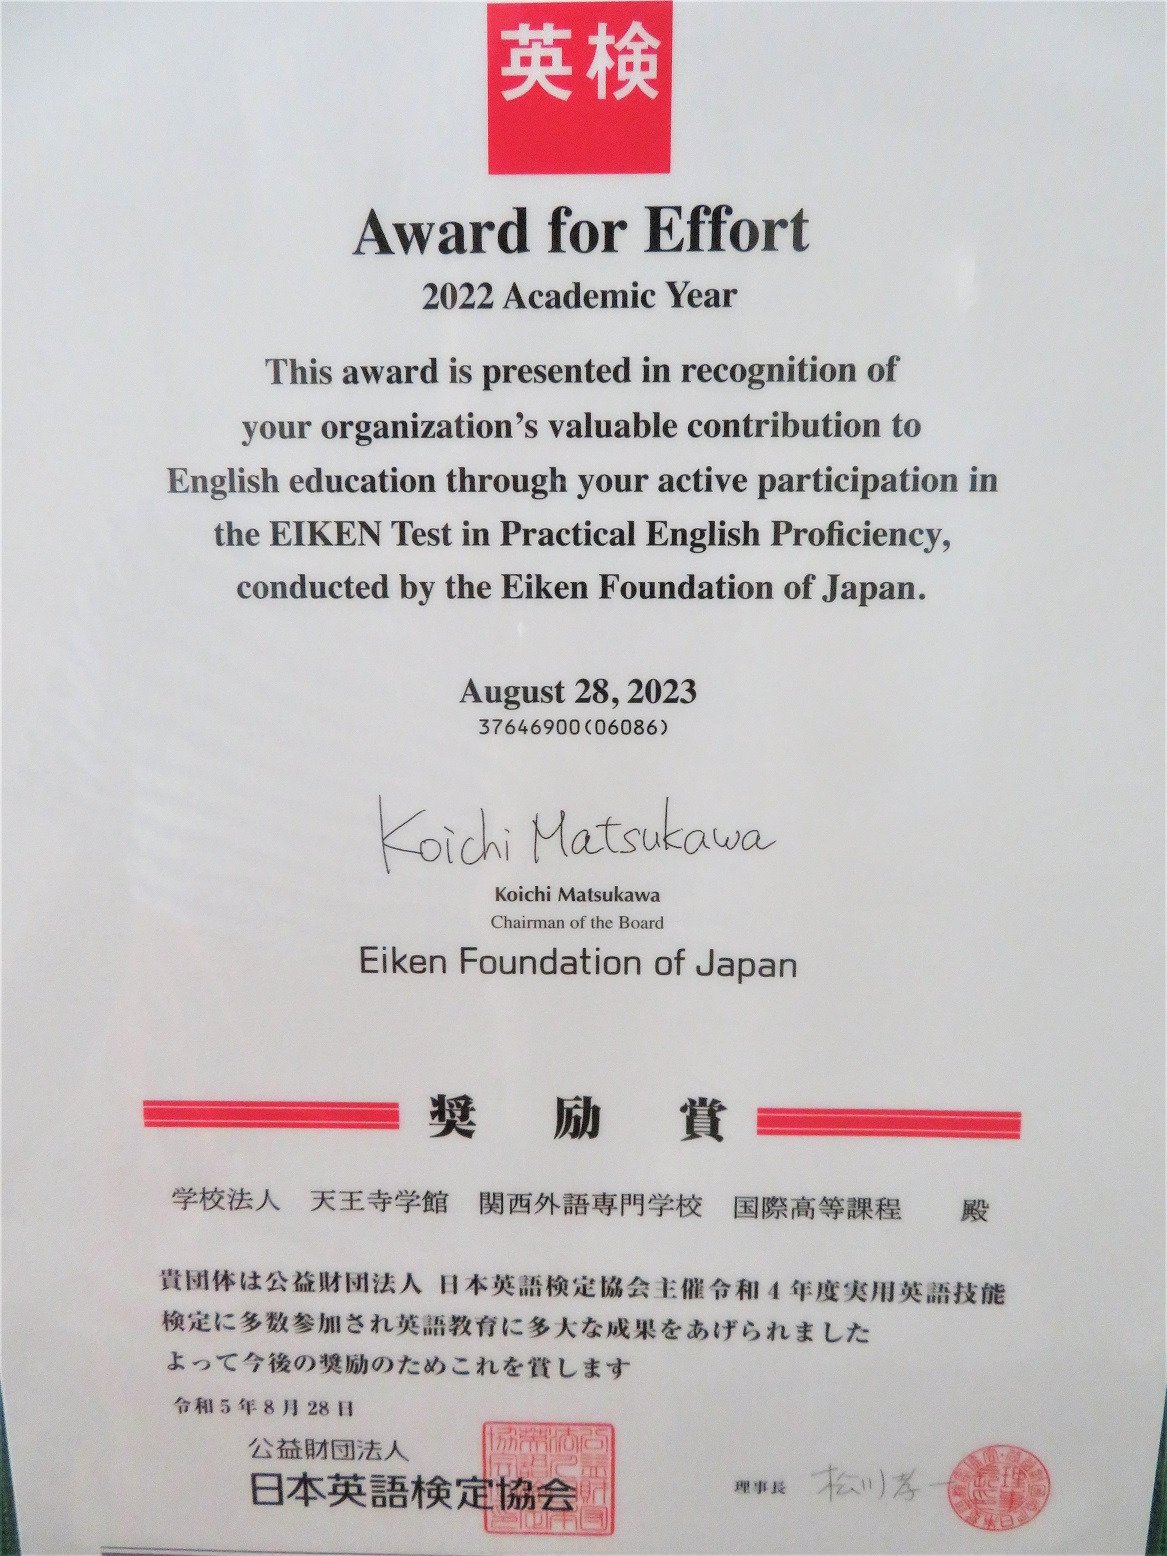 英検
Award for Effort
2022 Academic Year
This award is presented in recognition of
your organization's valuable contribution to
English education through your active participation in
the EIKEN Test in Practical English Proficiency,
conducted by the Eiken Foundation of Japan.
August 28, 2023
37646900(06086)
Koichi Matsukawa
Koichi Matsukawa
Chairman of the Board
Eiken Foundation of Japan
奨 励 賞
学校法人 天王寺学館 関西外語専門学校 国際高等課程 殿
貴団体は公益財団法人 日本英語検定協会主催令和4年度実用英語技能
検定に多数参加され英語教育に多大な成果をあげられました
よって今後の奨励のためこれを賞します
令和5年8月28日
公益財団法人
日本英語検定協会
理事長 松川孝一